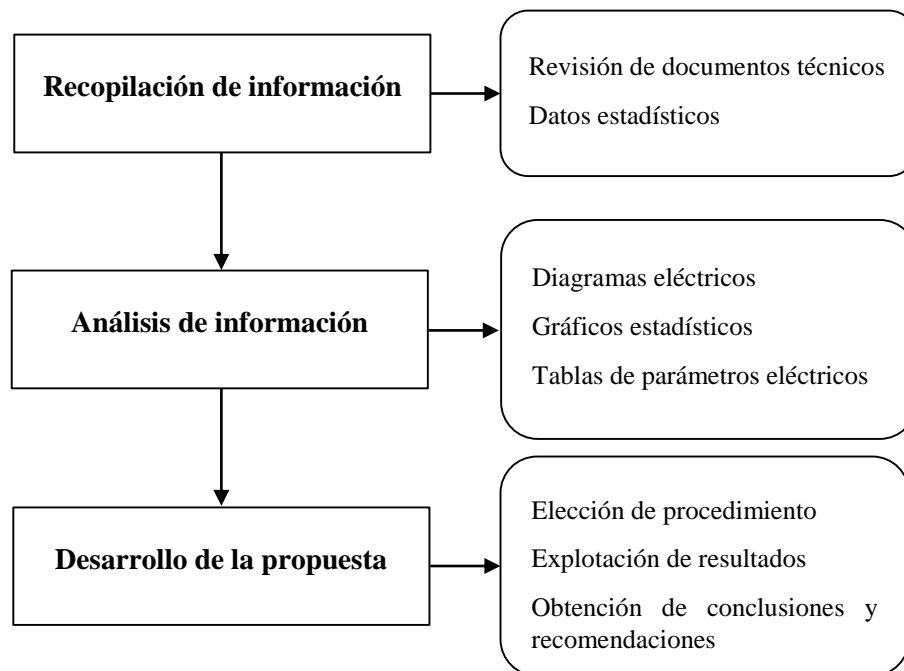 Recopilación de información
Revisión de documentos técnicos
Datos estadísticos
Análisis de información
Diagramas eléctricos
Gráficos estadísticos
Tablas de parámetros eléctricos
Desarrollo de la propuesta
Elección de procedimiento
Explotación de resultados
Obtención de conclusiones y
recomendaciones